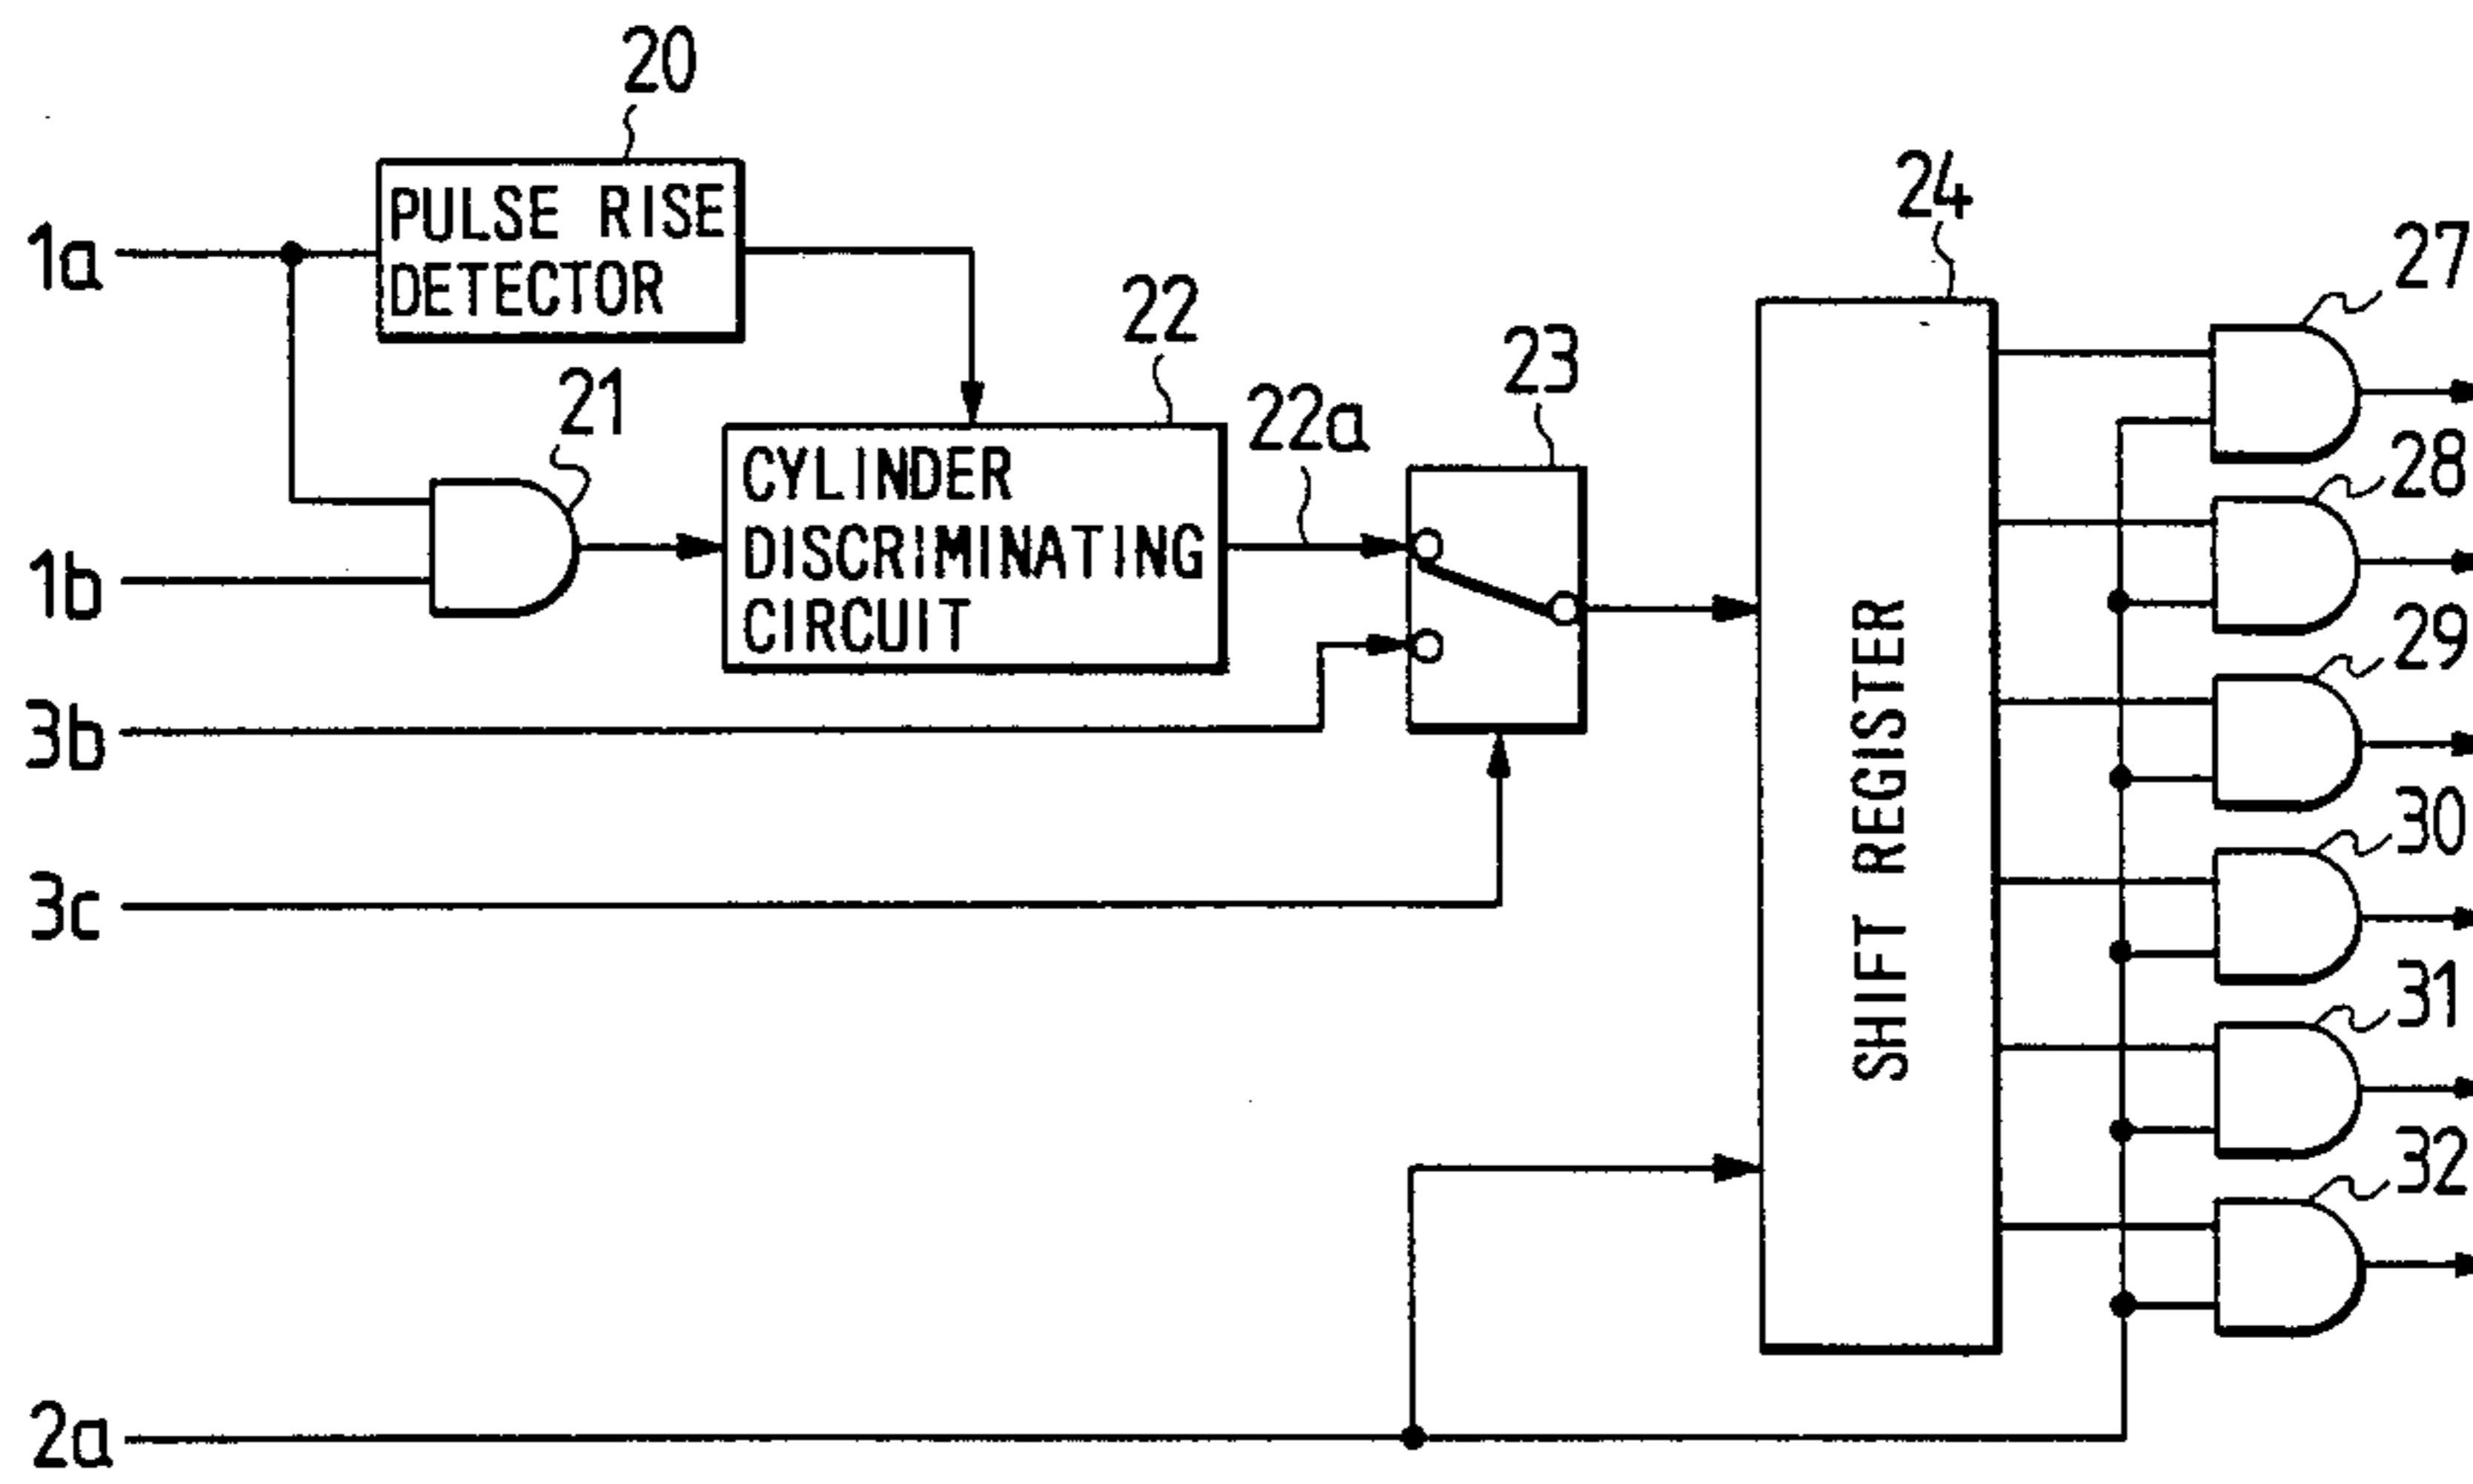 20
PULSE RISE
DETECTOR
1a
21
1b
22
CYLINDER
DISCRIMINATING
CIRCUIT
22a
23
3b
3c
24
SHIFT REGISTER
27
28
29
30
31
32
2a